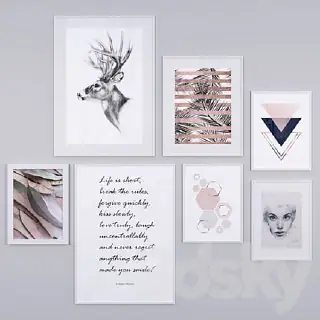 Life is short,
break the rules,
forgive quickly,
kiss slowly,
love truly, laugh
uncontrollably
and never regret
anything that
made you smile!